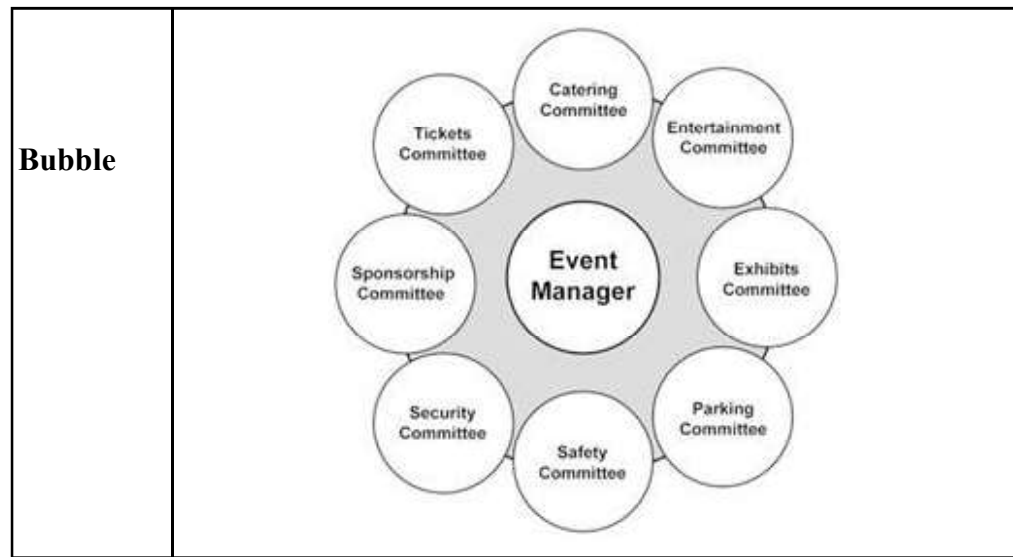 Bubble
Catering
Committee
Entertainment
Committee
Exhibits
Committee
Parking
Committee
Safety
Committee
Security
Committee
Sponsorship
Committee
Tickets
Committee
Event
Manager